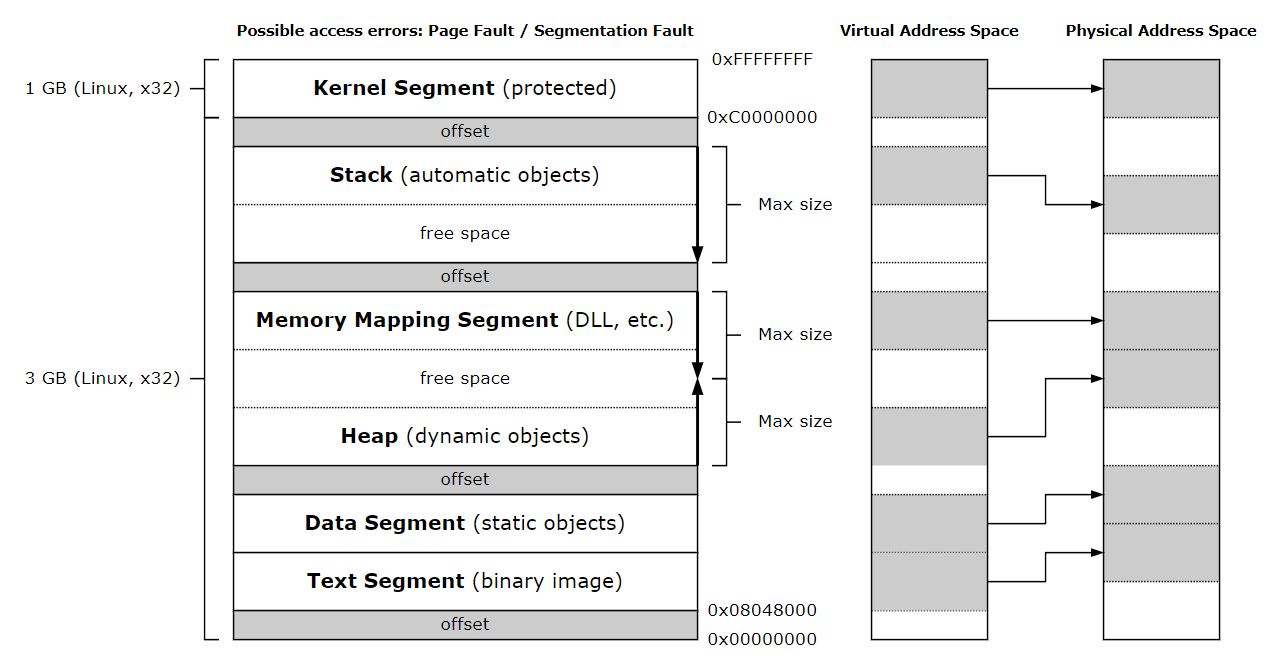 Possible access errors: Page Fault / Segmentation Fault
Virtual Address Space
Physical Address Space
0xFFFFFFFF
1 GB (Linux, x32)
Kernel Segment (protected)
0xC0000000
offset
Stack (automatic objects)
Max size
free space
offset
Memory Mapping Segment (DLL, etc.)
Max size
3 GB (Linux, x32)
free space
Max size
Heap (dynamic objects)
offset
Data Segment (static objects)
Text Segment (binary image)
0x08048000
offset
0x00000000